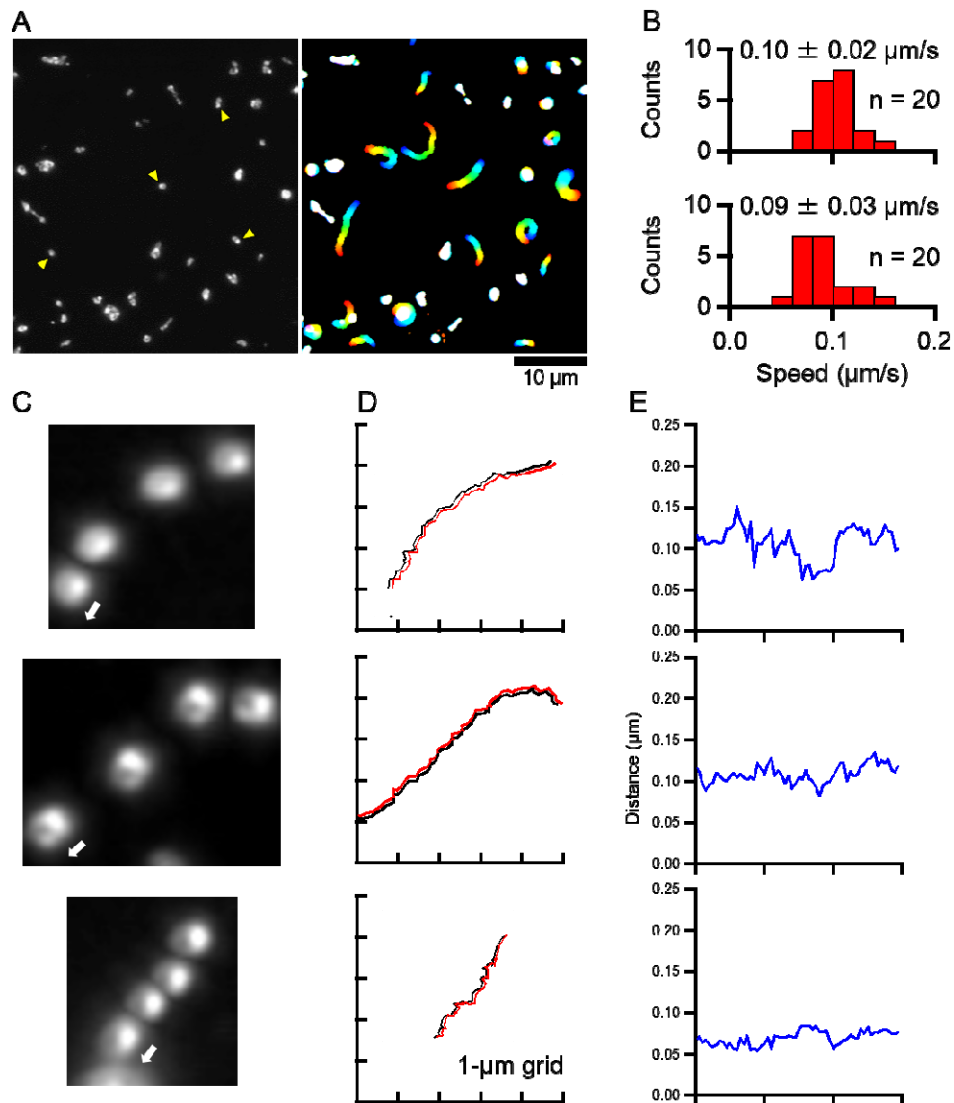 A
10 µm
B
10
5
0
Counts
0.10 ± 0.02 µm/s
n = 20
10
5
0
Counts
0.09 ± 0.03 µm/s
n = 20
0.0 0.1 0.2
Speed (µm/s)
C
D
1-µm grid
E
0.25
0.20
0.15
0.10
0.05
0.00
0.25
0.20
0.15
0.10
0.05
0.00
Distance (µm)
0.25
0.20
0.15
0.10
0.05
0.00